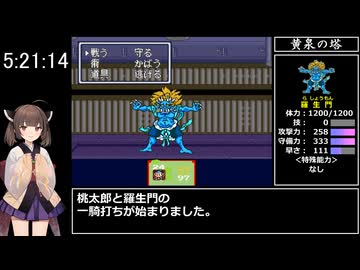 5:21:14
戦う 守る
術 かばう
道具 逃げる
24
97
黄泉の塔
ら しょうもん
羅生門
体力：1200/1200
技： 0
攻撃力： 258
守備力： 333
早さ： 111
<特殊能力>
なし
桃太郎と羅生門の
一騎打ちが始まりました。